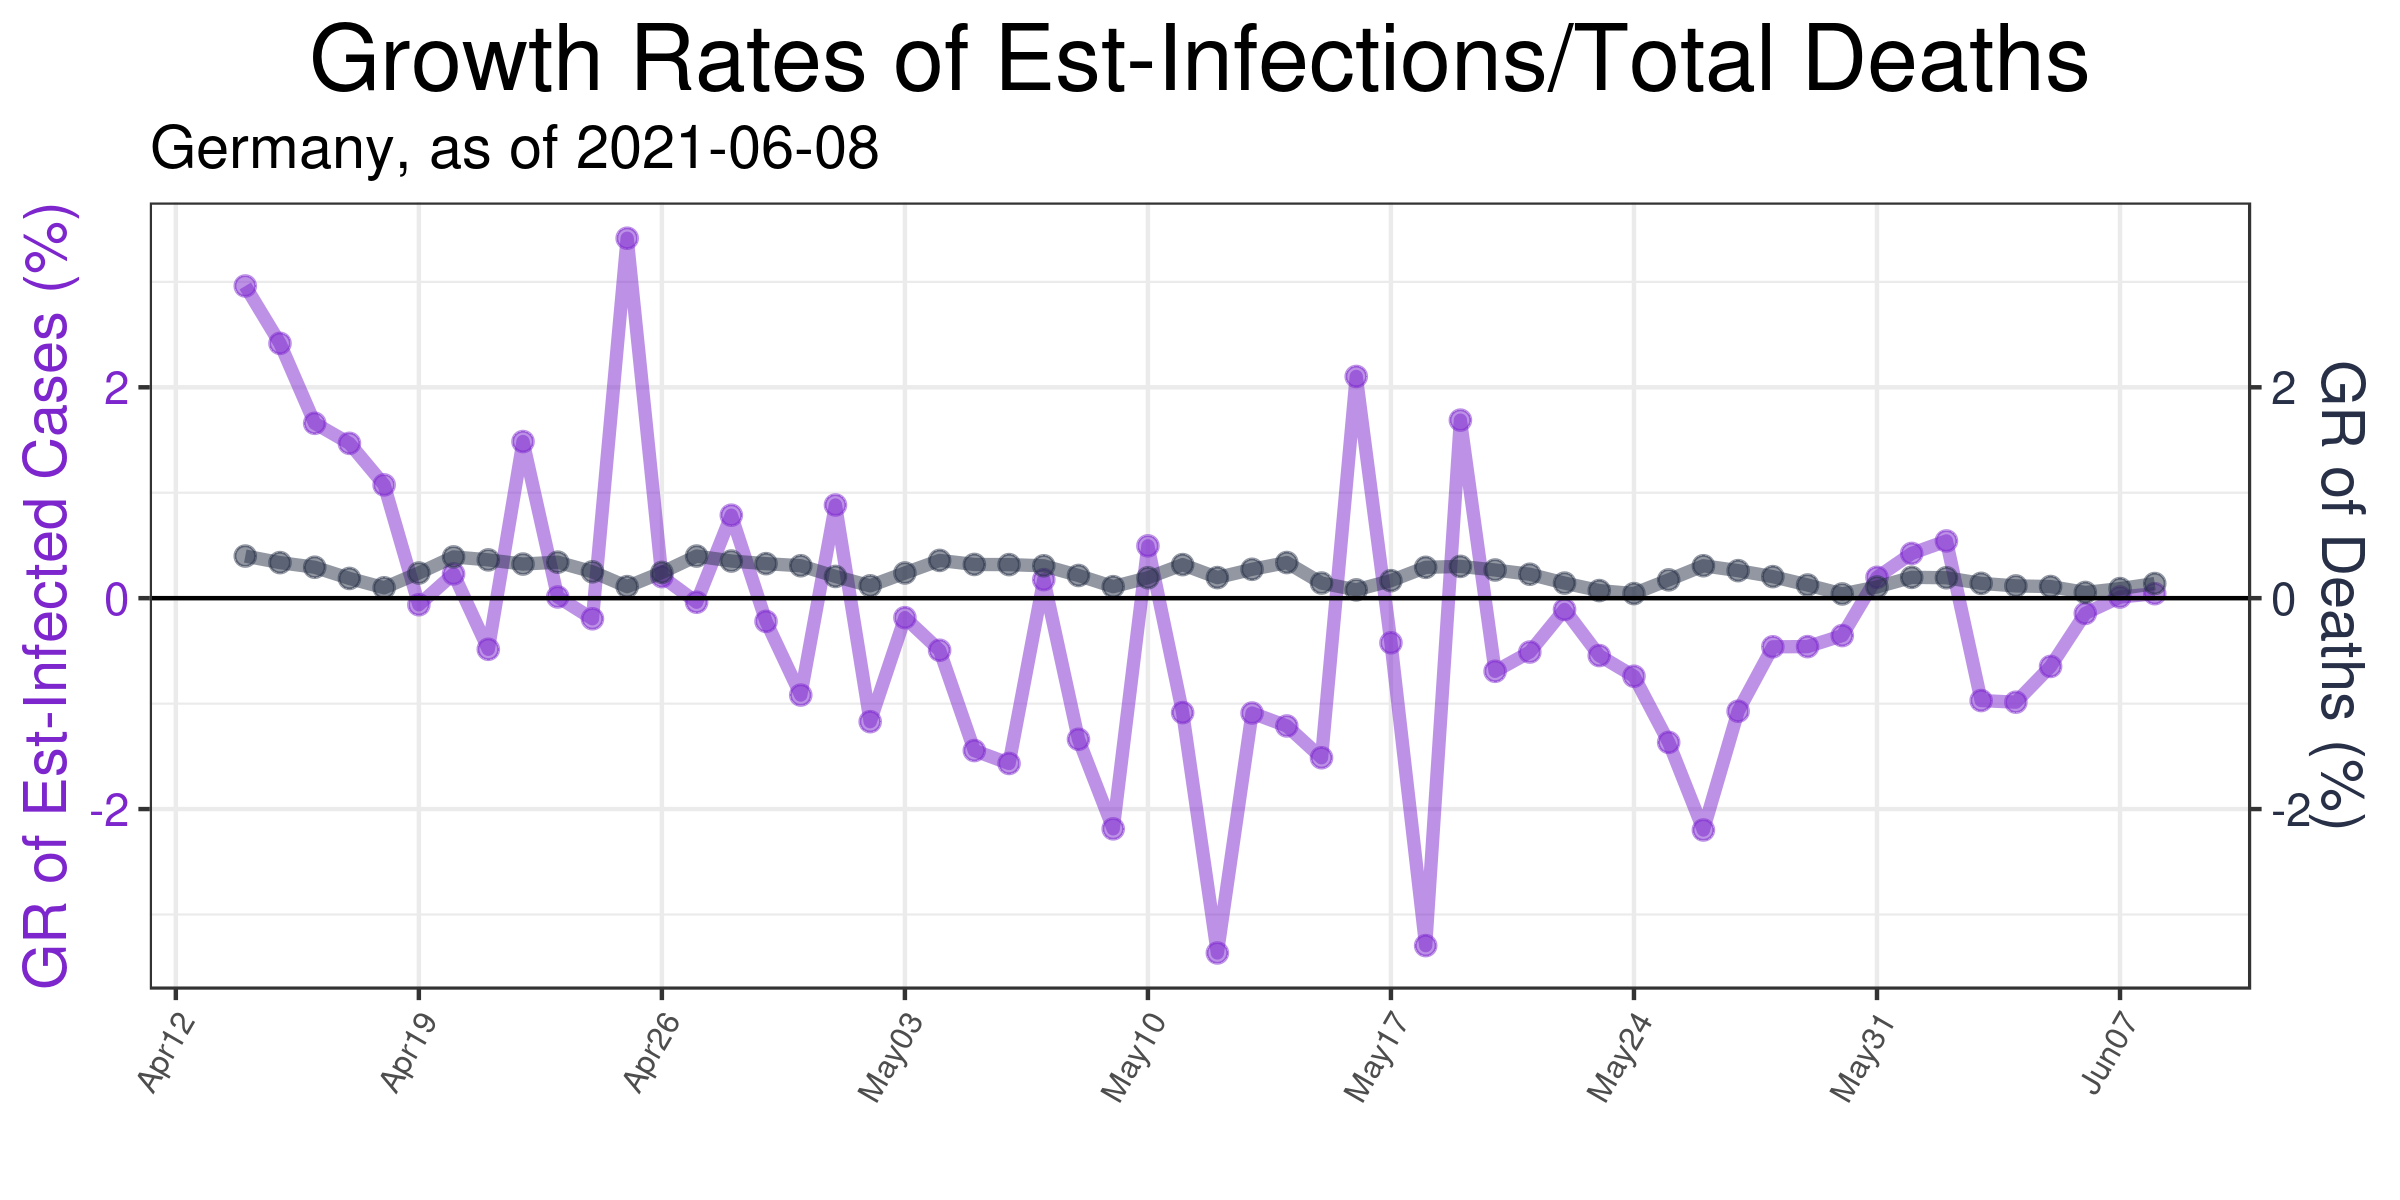 Growth Rates of Est-Infections/Total Deaths
Germany, as of 2021-06-08
GR of Est-Infected Cases (%)
2
0
-2
2
0
-2
GR of Deaths (%)
Apr12
Apr19
Apr26
May03
May10
May17
May24
May31
Jun07